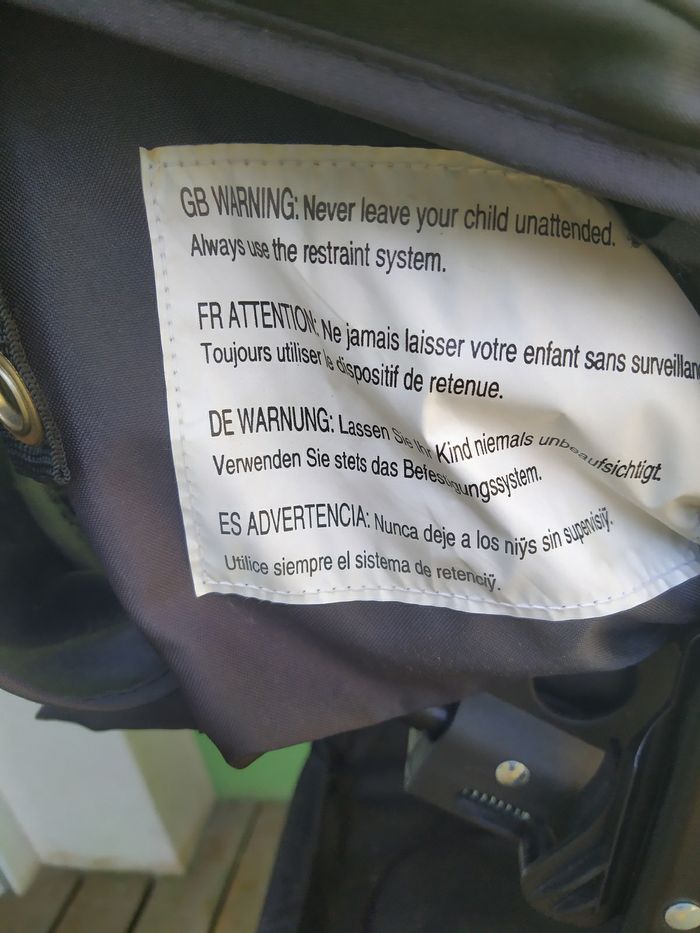 GB WARNING: Never leave your child unattended.
Always use the restraint system.
FR ATTENTION: Ne jamais laisser votre enfant sans surveillan
Toujours utiliser le dispositif de retenue.
DE WARNUNG: Lassen Sie Ihr Kind niemals unbeaufsichtigt.
Verwenden Sie stets das Befestigungssystem.
ES ADVERTENCIA: Nunca deje a los niÿs sin supervisiÿ.
Utilice siempre el sistema de retenciÿ.